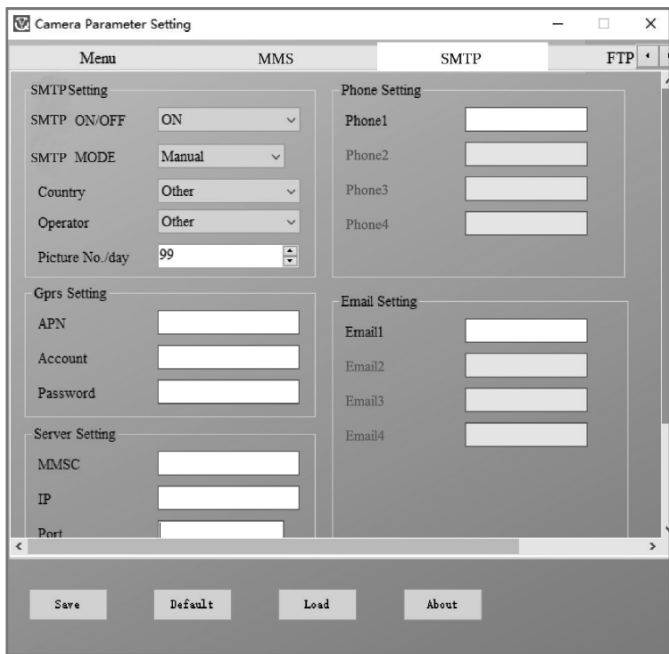 Camera Parameter Setting
Menu MMS SMTP FTP
SMTPSetting
SMTP ON/OFF ON
SMTP MODE Manual
Country Other
Operator Other
Picture No./day 99
Gprs Setting
APN
Account
Password
Server Setting
MMSC
IP
Port
Phone Setting
Phone1
Phone2
Phone3
Phone4
Email Setting
Email1
Email2
Email3
Email4
Save Default Load About